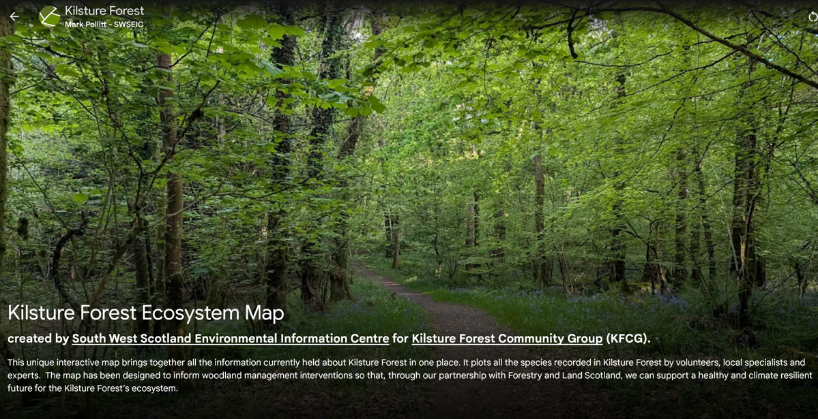 Kilsture Forest
Mark Pollitt - SWSEIC
Kilsture Forest Ecosystem Map
created by South West Scotland Environmental Information Centre for Kilsture Forest Community Group (KFCG).
This unique interactive map brings together all the information currently held about Kilsture Forest in one place. It plots all the species recorded in Kilsture Forest by volunteers, local specialists and
experts. The map has been designed to inform woodland management interventions so that, through our partnership with Forestry and Land Scotland, we can support a healthy and climate resilient
future for the Kilsture Forest's ecosystem.